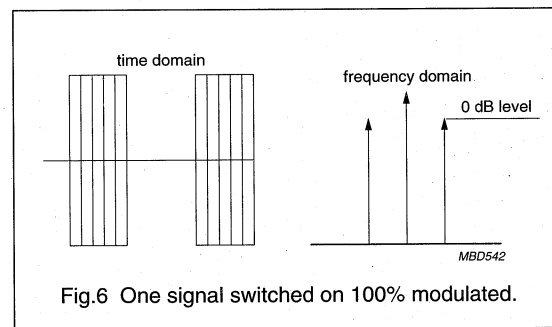 time domain
frequency domain
0 dB level
MBD542
Fig.6 One signal switched on 100% modulated.